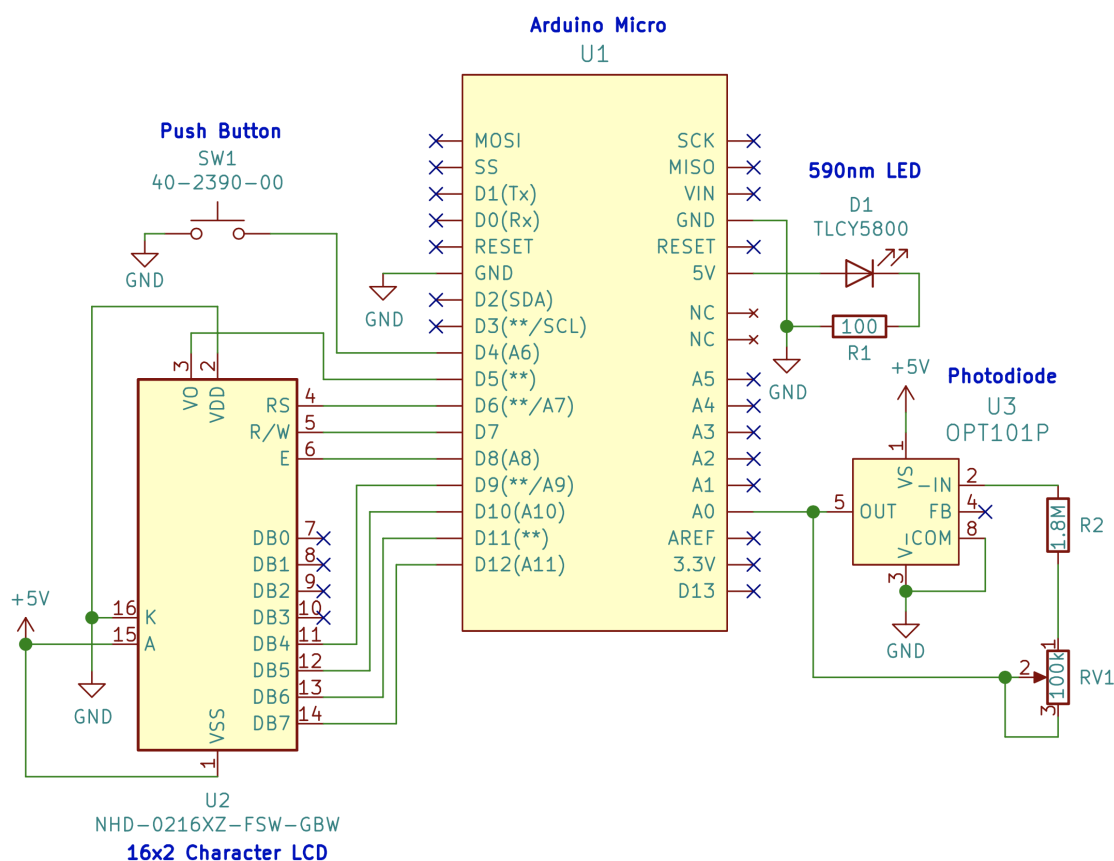 Arduino Micro
U1
Push Button
SW1
40-2390-00
GND
MOSI
SS
D1(Tx)
D0(Rx)
RESET
GND
D2(SDA)
D3(**/SCL)
D4(A6)
D5(**)
D6(**/A7)
D7
D8(A8)
D9(**/A9)
D10(A10)
D11(**)
D12(A11)
SCK
MISO
VIN
GND
RESET
5V
NC
NC
A5
A4
A3
A2
A1
A0
AREF
3.3V
D13
GND
590nm LED
D1
TLCY5800
100
R1
GND
+5V
Photodiode
U3
OPT101P
1
VS
2
-IN
4
FB
8
COM
5
OUT
3
V-
GND
1.8M
R2
1
2
3
100k
RV1
3
2
VO
VDD
RS 4
R/W 5
E 6
DB0 7
DB1 8
DB2 9
DB3 10
DB4 11
DB5 12
DB6 13
DB7 14
16 K
15 A
+5V
GND
VSS
1
U2
NHD-0216XZ-FSW-GBW
16x2 Character LCD